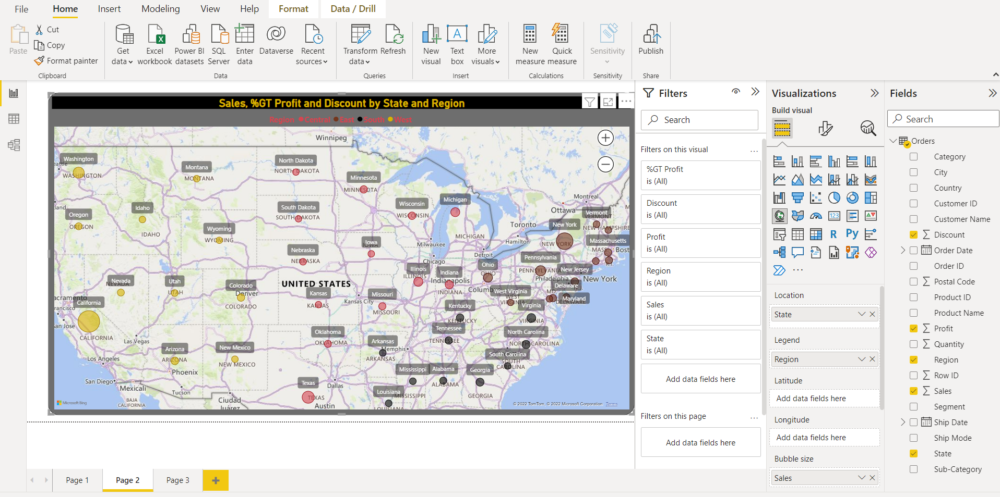 File Home Insert Modeling View Help Format Data / Drill
Paste
Cut
Copy
Format painter
Clipboard
Get data
Excel workbook
Power BI datasets
SQL Server
Enter data
Dataverse
Recent sources
Data
Transform data
Refresh
Queries
New visual
Text box
More visuals
Insert
New measure
Quick measure
Calculations
Sensitivity
Sensitivity
Publish
Share
Sales, %GT Profit and Discount by State and Region
Region Central East South West
Winnipeg
Washington
WASHINGTON
Montana
MONTANA
North Dakota
NORTH DAKOTA
Minnesota
MINNESOTA
Oregon
OREGON
Idaho
IDAHO
Wyoming
WYOMING
South Dakota
SOUTH DAKOTA
Wisconsin
WISCONSIN
Michigan
MICHIGAN
Montreal
Ottawa
Vermont
VERMONT
New York
NEW YORK
NEW HAMPSHIRE
Toronto
Hamilton
Massachusetts
MASS
Bost
R.I.
Nebraska
NEBRASKA
Iowa
IOWA
Milwaukee
Chicago
Detroit
Pennsylvania
PENNSYLVANIA
New Jersey
New York
Philadelphia
Illinois
ILLINOIS
Indiana
Indianapolis
INDIANA
Ohio
OHIO
Columb
Delaware
DELAWARE
MD
Maryland
West Virginia
WEST
VIRGINIA
Virginia
VIRGINIA
Nevada
NEVADA
Utah
UTAH
Colorado
Denver
COLORADO
UNITED STATES
Kansas
KANSAS
Kansas City
Missouri
MISSOURI
Kentucky
KENTUCKY
acramento
rancisco
California
an Jose
CALIFORNIA
Las Vegas
Los Angeles
San Diego
Mexicali
BAJA
CALIFORNIA
Arizona
ARIZONA
Phoenix
Tucson
New Mexico
NEW MEXICO
Ciudad
Juárez
Oklahoma
OKLAHOMA
Arkansas
ARKANSAS
Memphis
Tennessee
TENNESSEE
North Carolina
NORTH CAROLINA
South Carolina
SOUTH
CAROLINA
Mississippi
MISSISSIPPI
Alabama
ALABAMA
Georgia
GEORGIA
Texas
TEXAS
Dallas
Austin
Louisiana
LOUISIANA
Microsoft Bing
© 2022 TomTom, © 2022 Microsoft Corporation Terms
Page 1 Page 2 Page 3
Filters
Search
Filters on this visual
%GT Profit
is (All)
Discount
is (All)
Profit
is (All)
Region
is (All)
Sales
is (All)
State
is (All)
Add data fields here
Filters on this page
Add data fields here
Visualizations
Build visual
123
R
Py
Location
State
Legend
Region
Latitude
Add data fields here
Longitude
Add data fields here
Bubble size
Sales
Fields
Search
Orders
Category
City
Country
Customer ID
Customer Name
Discount
Order Date
Order ID
Postal Code
Product ID
Product Name
Profit
Quantity
Region
Row ID
Sales
Segment
Ship Date
Ship Mode
State
Sub-Category